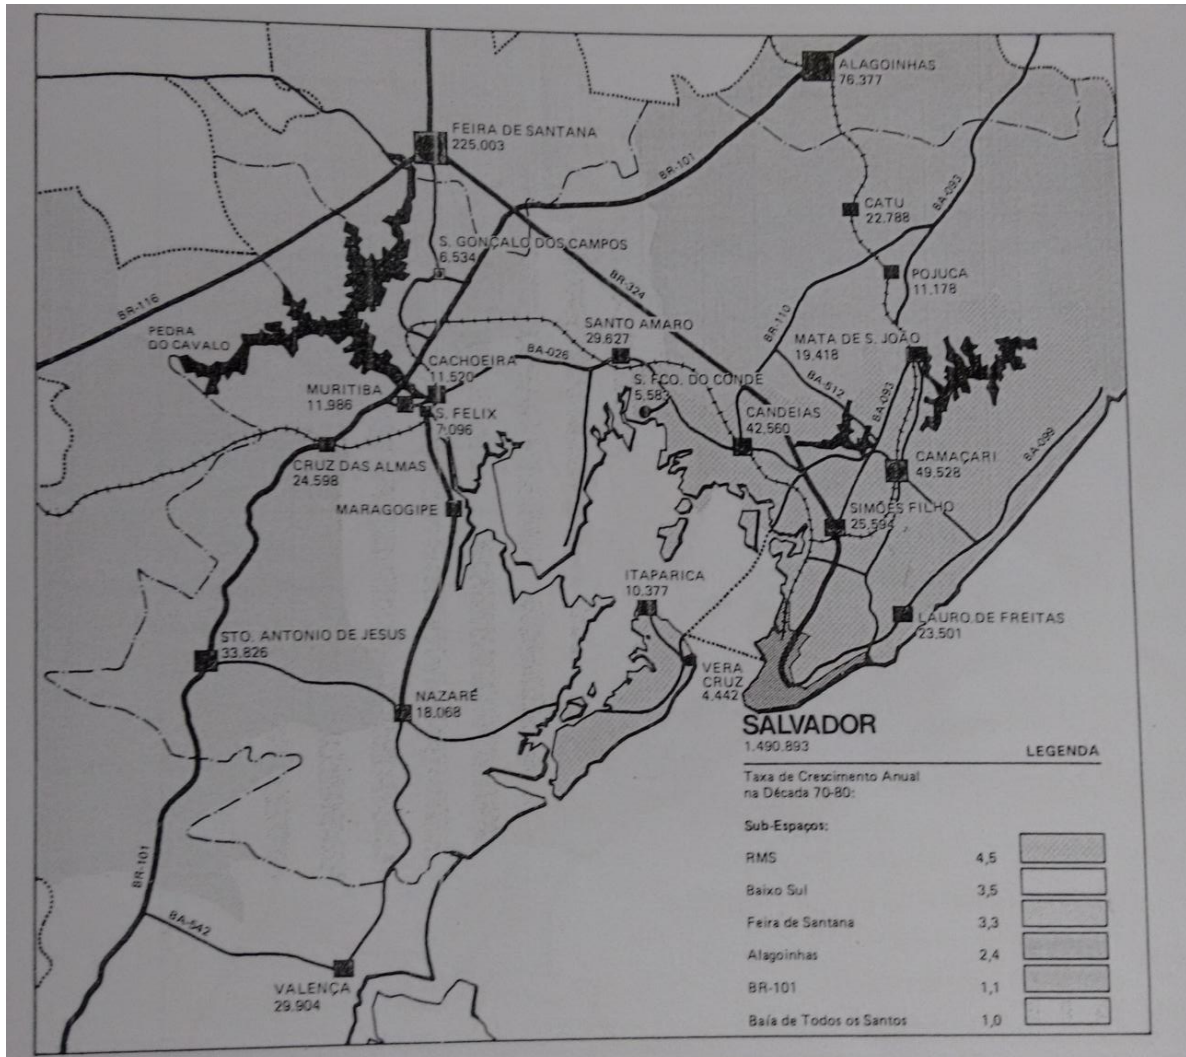 ALAGOINHAS
76.377
FEIRA DE SANTANA
225.003
BR-101
BA-093
CATU
22.788
S. GONÇALO DOS CAMPOS
6.534
BR-324
POJUCA
11.178
BR-116
BR-110
PEDRA
DO CAVALO
SANTO AMARO
29.627
MATA DE S. JOÃO
19.418
BA-026
CACHOEIRA
11.520
S. FCO. DO CONDE
5.583
BA-512
BA-093
MURITIBA
11.986
S. FELIX
7.096
CANDEIAS
42.560
BA-099
CRUZ DAS ALMAS
24.598
CAMAÇARI
49.528
MARAGOGIPE
SIMÕES FILHO
25.594
ITAPARICA
10.377
LAURO DE FREITAS
23.501
STO. ANTONIO DE JESUS
33.826
VERA
CRUZ
4.442
NAZARÉ
18.068
SALVADOR
1.490.893
LEGENDA
Taxa de Crescimento Anual
na Década 70-80:
Sub-Espaços:
RMS 4,5
Baixo Sul 3,5
Feira de Santana 3,3
Alagoinhas 2,4
BR-101 1,1
Baía de Todos os Santos 1,0
BR-101
BA-542
VALENÇA
29.904